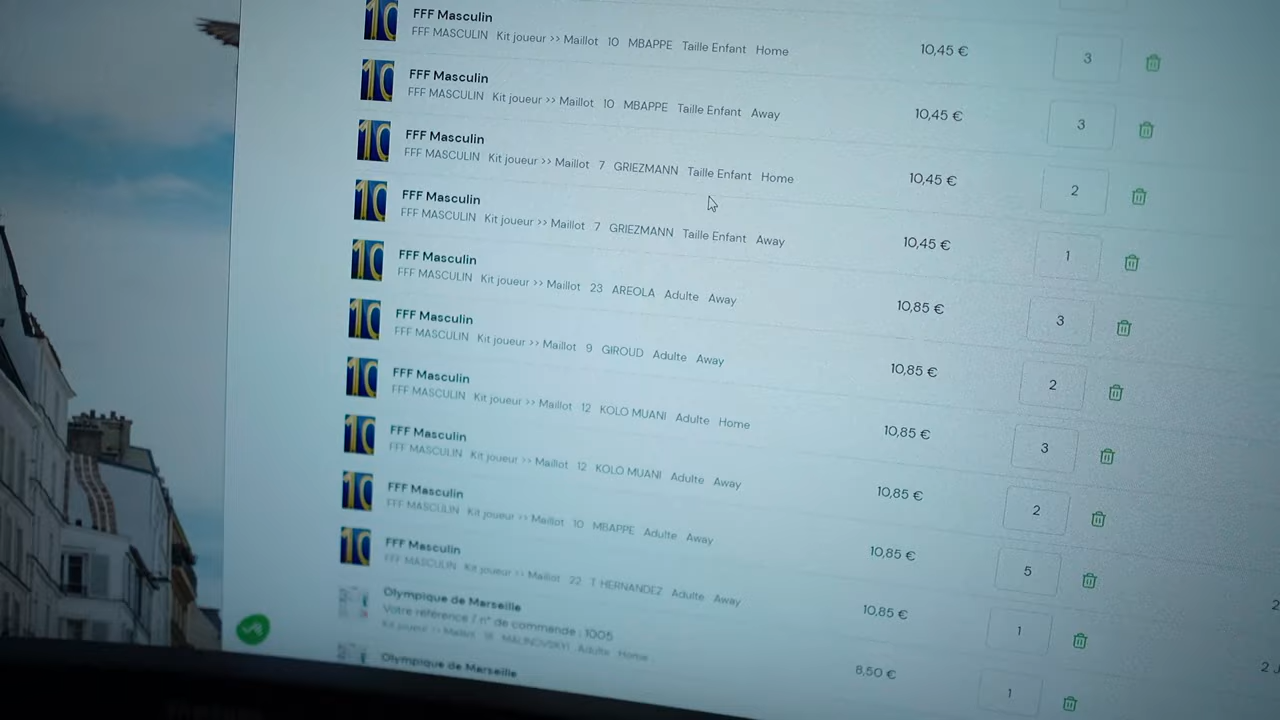 FFF Masculin
FFF MASCULIN Kit joueur >> Maillot 10 MBAPPE Taille Enfant Home 10,45 € 3
FFF Masculin
FFF MASCULIN Kit joueur >> Maillot 10 MBAPPE Taille Enfant Away 10,45 € 3
FFF Masculin
FFF MASCULIN Kit joueur >> Maillot 7 GRIEZMANN Taille Enfant Home 10,45 € 2
FFF Masculin
FFF MASCULIN Kit joueur >> Maillot 7 GRIEZMANN Taille Enfant Away 10,45 € 1
FFF Masculin
FFF MASCULIN Kit joueur >> Maillot 23 AREOLA Adulte Away 10,85 € 3
FFF Masculin
FFF MASCULIN Kit joueur >> Maillot 9 GIROUD Adulte Away 10,85 € 2
FFF Masculin
FFF MASCULIN Kit joueur >> Maillot 12 KOLO MUANI Adulte Home 10,85 € 3
FFF Masculin
FFF MASCULIN Kit joueur >> Maillot 12 KOLO MUANI Adulte Away 10,85 € 2
FFF Masculin
FFF MASCULIN Kit joueur >> Maillot 10 MBAPPE Adulte Away 10,85 € 5
FFF Masculin
FFF MASCULIN Kit joueur >> Maillot 22 T HERNANDEZ Adulte Away 10,85 € 1
Olympique de Marseille
Votre référence / n° de commande : 1005
Kit joueur >> Maillot MALINOVSKYI Adulte Home 8,50 € 1
Olympique de Marseille